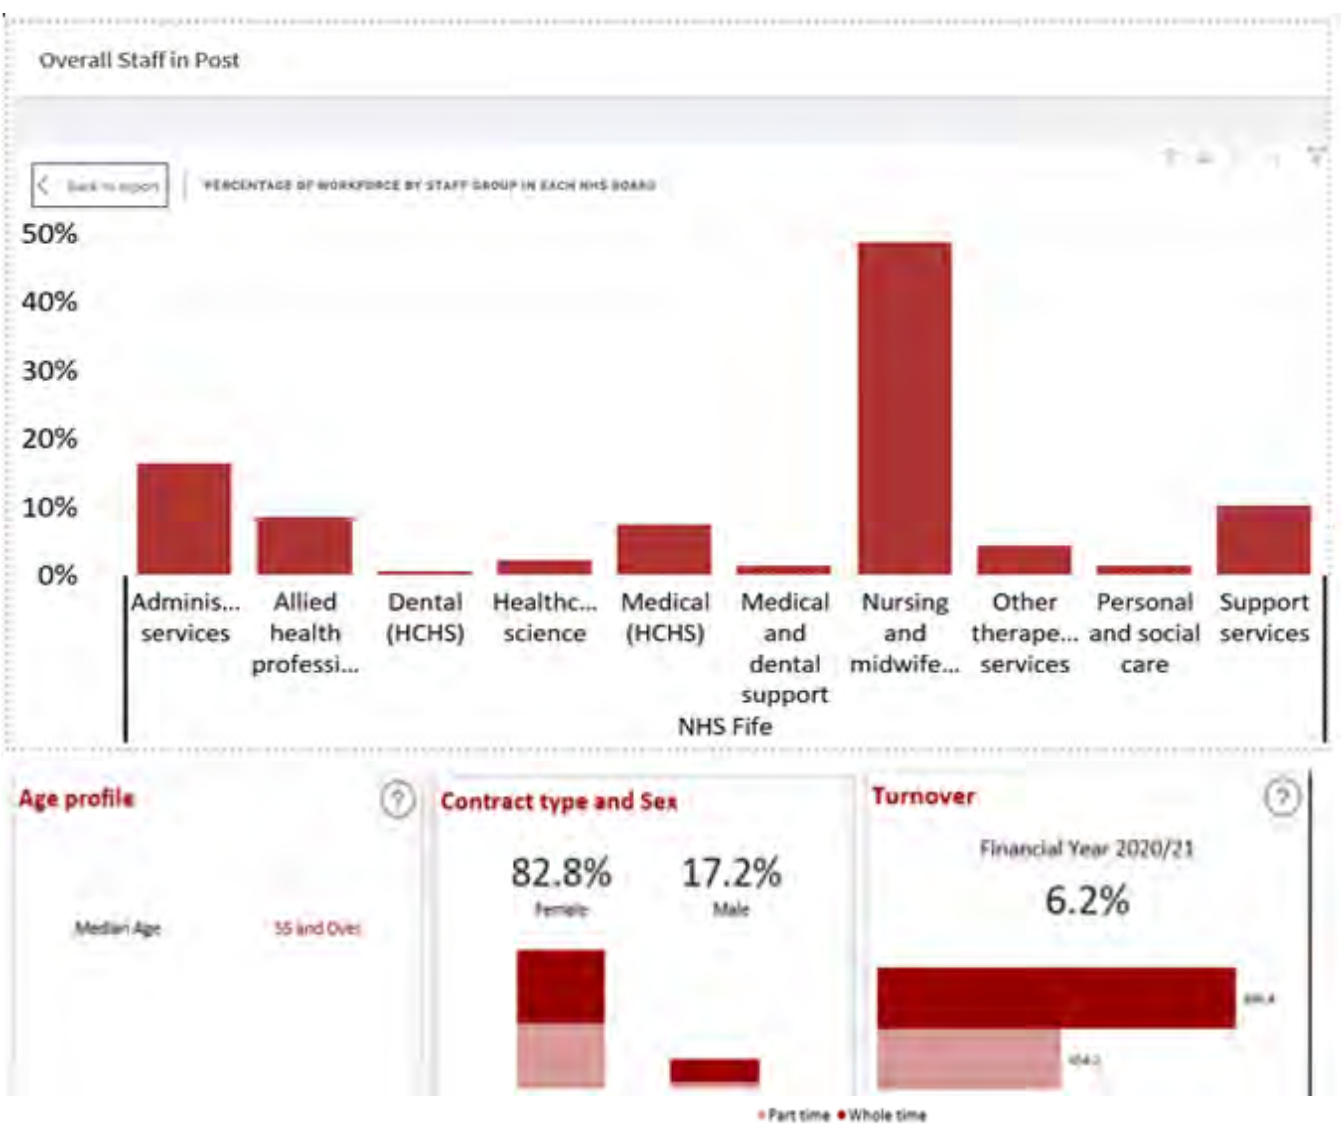 Overall Staff in Post
Back to report
PERCENTAGE OF WORKFORCE BY STAFF GROUP IN EACH NHS BOARD
50%
40%
30%
20%
10%
0%
Adminis... services
Allied health professi...
Dental (HCHS)
Healthc... science
Medical (HCHS)
Medical and dental support
Nursing and midwife...
Other therape... services
Personal and social care
Support services
NHS Fife
Age profile
?
Median Age
55 and Over
Contract type and Sex
82.8%
Female
17.2%
Male
Turnover
?
Financial Year 2020/21
6.2%
Part time
Whole time